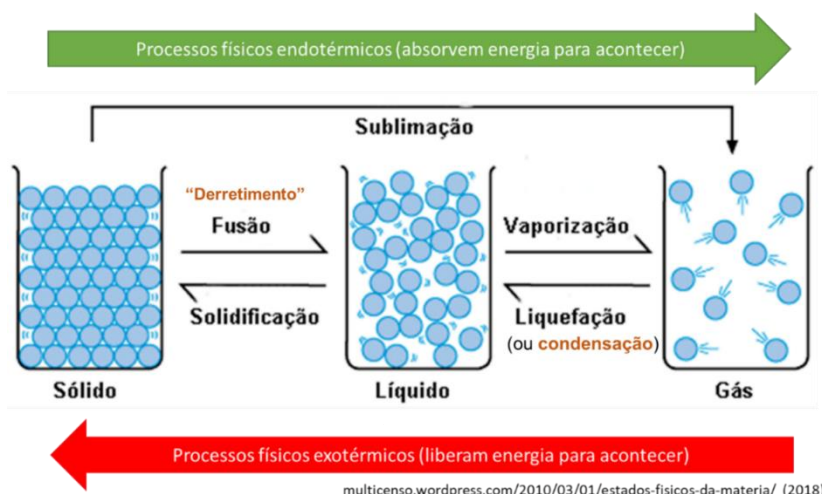 Processos físicos endotérmicos (absorvem energia para acontecer)
Sublimação
“Derretimento”
Fusão
Vaporização
Solidificação
Liquefação
(ou condensação)
Sólido
Líquido
Gás
Processos físicos exotérmicos (liberam energia para acontecer)
multicenso.wordpress.com/2010/03/01/estados-fisicos-da-materia/ (2018)